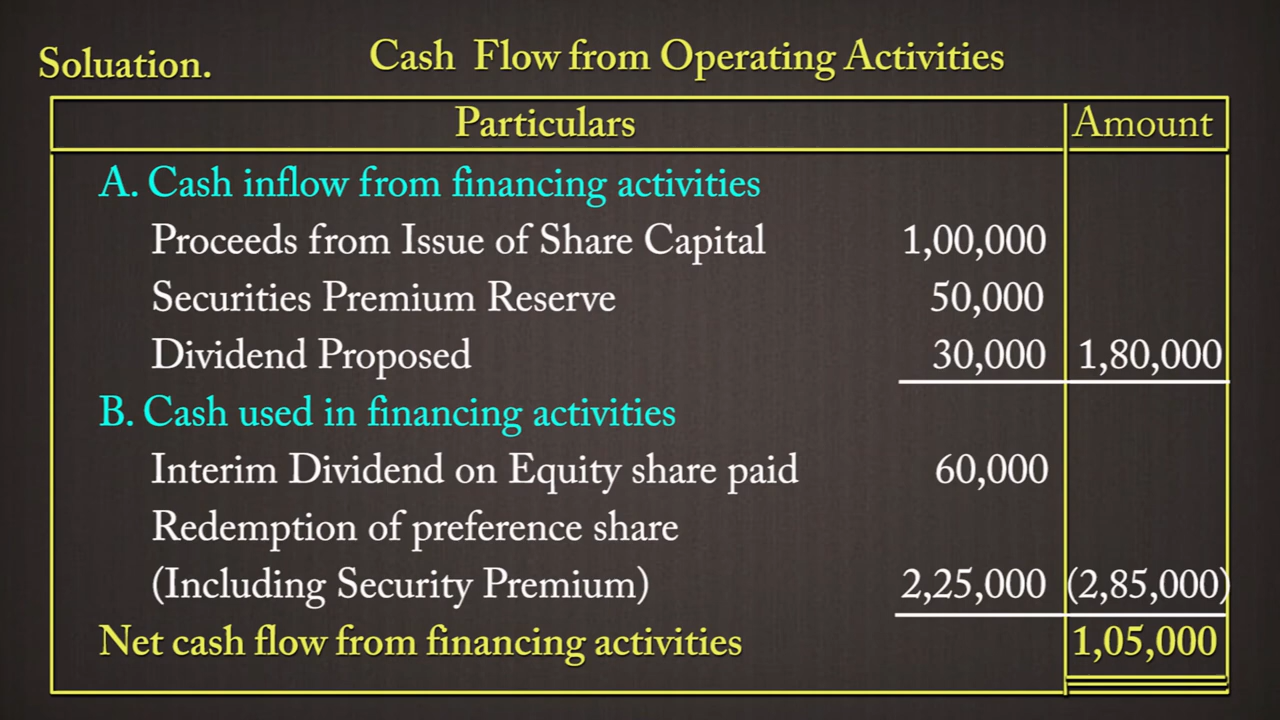 Soluation.
Cash Flow from Operating Activities
Particulars Amount
A. Cash inflow from financing activities
Proceeds from Issue of Share Capital 1,00,000
Securities Premium Reserve 50,000
Dividend Proposed 30,000 1,80,000
B. Cash used in financing activities
Interim Dividend on Equity share paid 60,000
Redemption of preference share
(Including Security Premium) 2,25,000 (2,85,000)
Net cash flow from financing activities 1,05,000